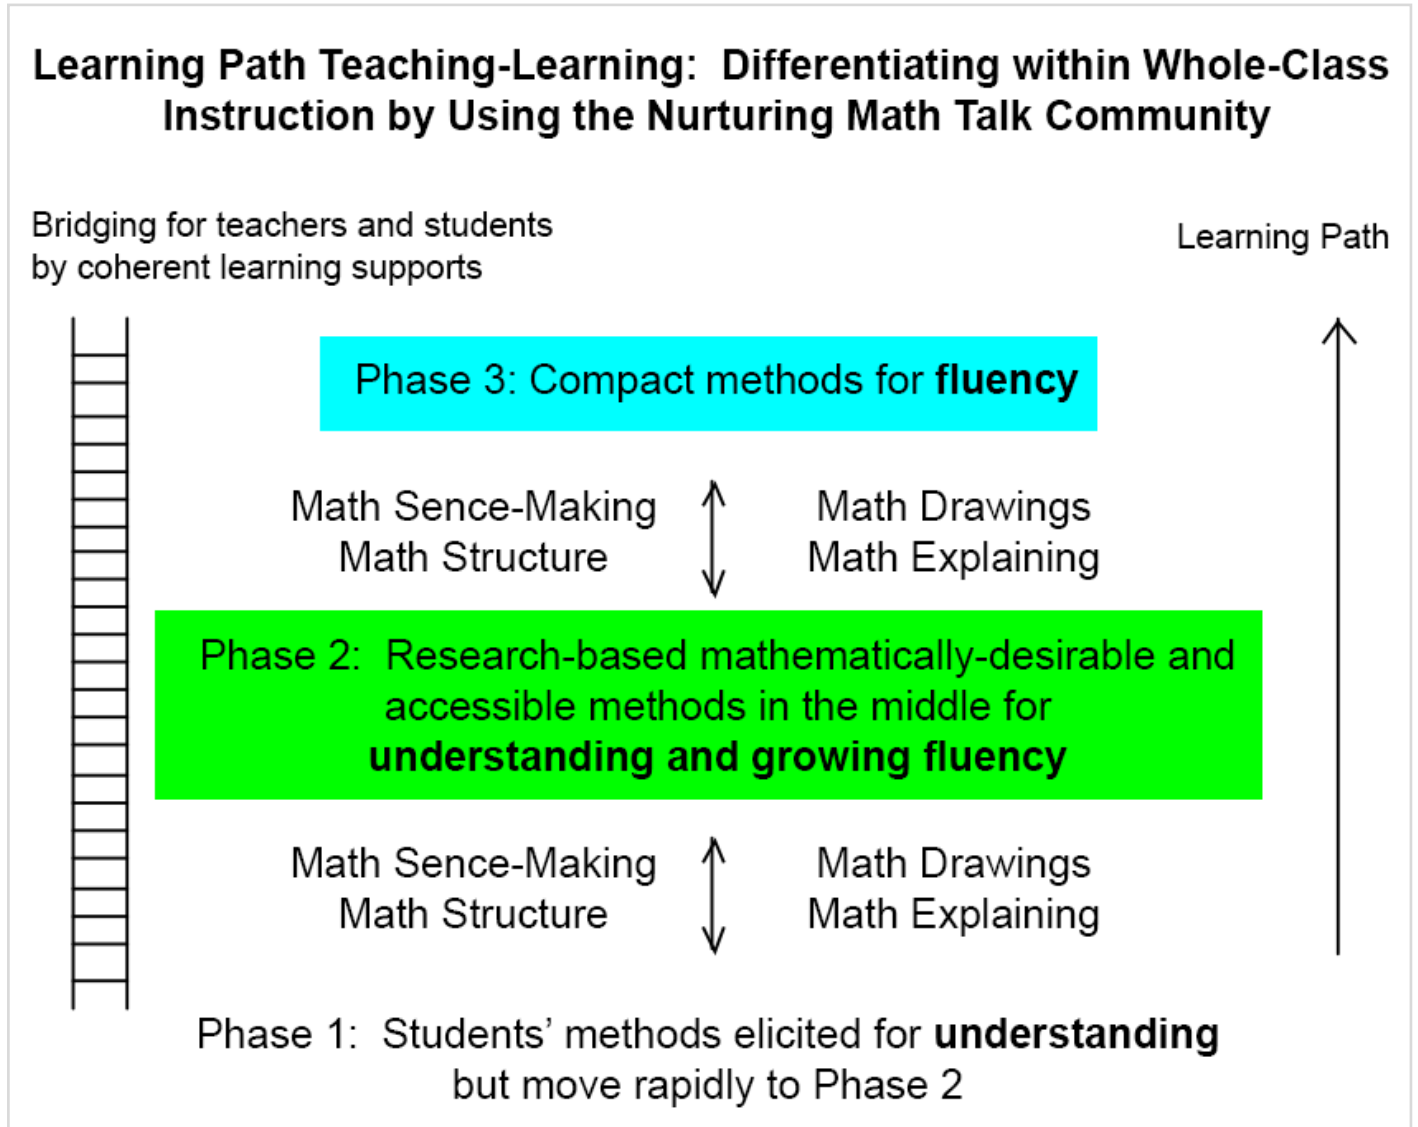 Learning Path Teaching-Learning:  Differentiating within Whole-Class
Instruction by Using the Nurturing Math Talk Community
Bridging for teachers and students
by coherent learning supports
Learning Path
Phase 3: Compact methods for fluency
Math Sence-Making
Math Structure
Math Drawings
Math Explaining
Phase 2:  Research-based mathematically-desirable and
accessible methods in the middle for
understanding and growing fluency
Math Sence-Making
Math Structure
Math Drawings
Math Explaining
Phase 1:  Students’ methods elicited for understanding
but move rapidly to Phase 2